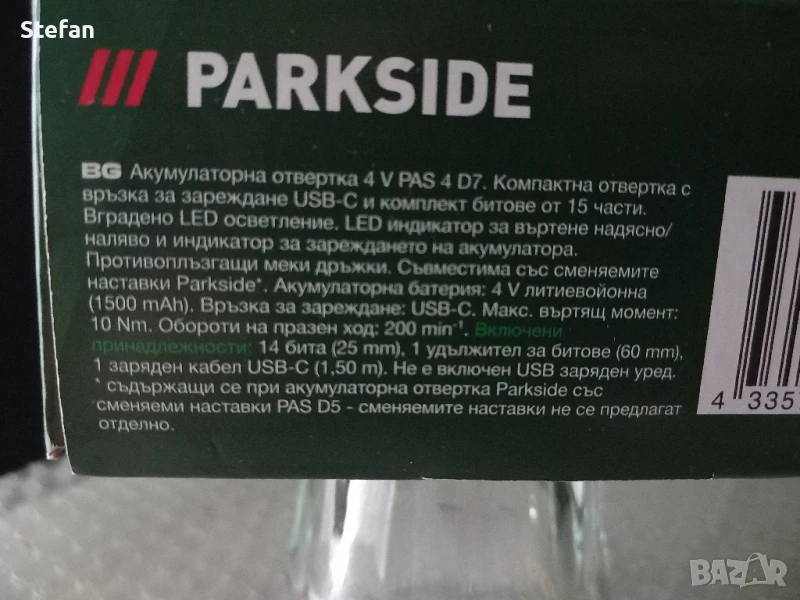 Stefan
PARKSIDE
BG Акумулаторна отвертка 4 V PAS 4 D7. Компактна отвертка с
връзка за зареждане USB-C и комплект битове от 15 части.
Вградено LED осветление. LED индикатор за въртене надясно/
наляво и индикатор за зареждането на акумулатора.
Противоплъзгащи меки дръжки. Съвместима със сменяемите
наставки Parkside*. Акумулаторна батерия: 4 V литиевойонна
(1500 mAh). Връзка за зареждане: USB-C. Макс. въртящ момент:
10 Nm. Обороти на празен ход: 200 min⁻¹. Включени
принадлежности: 14 бита (25 mm), 1 удължител за битове (60 mm),
1 заряден кабел USB-C (1,50 m). Не е включен USB заряден уред.
* съдържащи се при акумулаторна отвертка Parkside със
сменяеми наставки PAS D5 - сменяемите наставки не се предлагат
отделно.
4 335
BAZAR